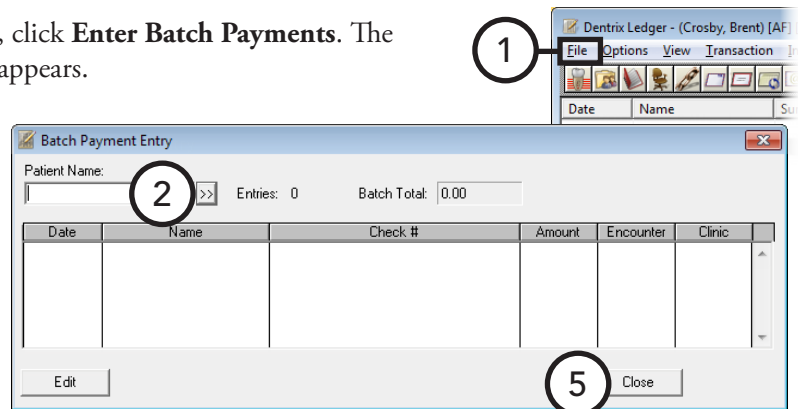 , click Enter Batch Payments. The
appears.
1
Dentrix Ledger - (Crosby, Brent) [AF]
File Options View Transaction
Date Name
Batch Payment Entry
Patient Name:
2 >> Entries: 0 Batch Total: 0.00
Date Name Check # Amount Encounter Clinic
Edit 5 Close